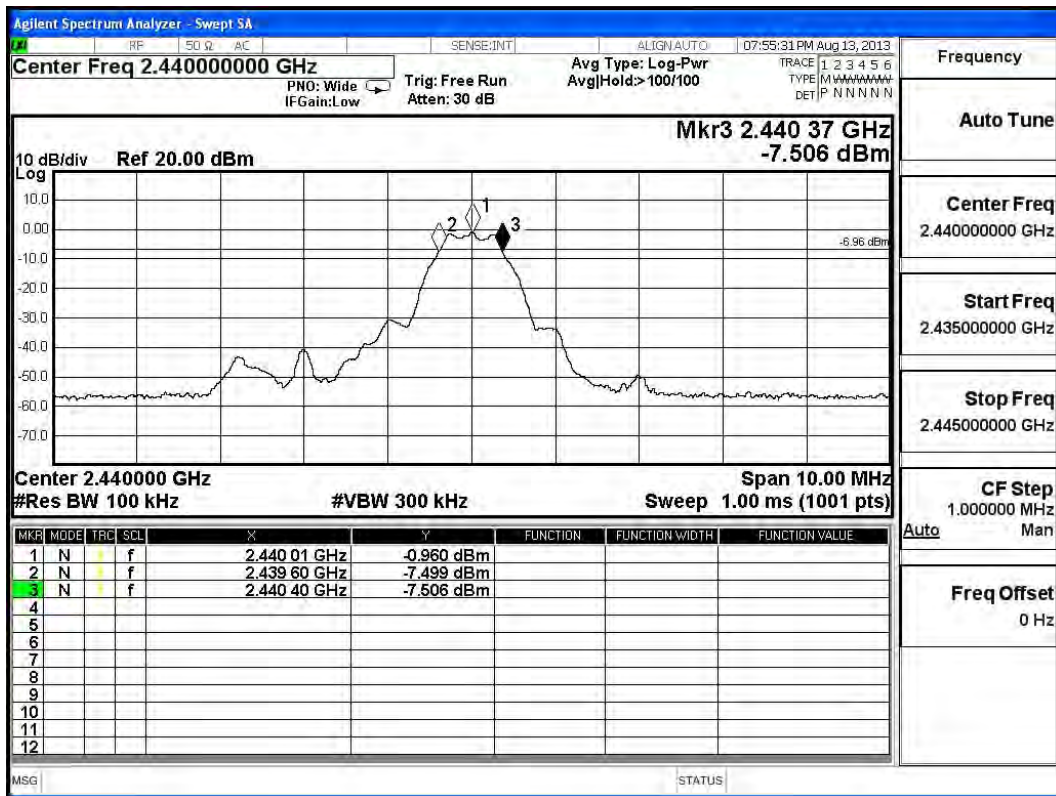 Agilent Spectrum Analyzer - Swept SA
RF 50 Ω AC SENSE:INT ALIGN AUTO 07:55:31 PM Aug 13, 2013
Center Freq 2.440000000 GHz
PNO: Wide
IFGain:Low
Trig: Free Run
Atten: 30 dB
Avg Type: Log-Pwr
Avg|Hold:>100/100
TRACE 1 2 3 4 5 6
TYPE M WWWWW
DET P N N N N N
Mkr3 2.440 37 GHz
-7.506 dBm
10 dB/div Ref 20.00 dBm
Log
10.0
0.00
-10.0
-20.0
-30.0
-40.0
-50.0
-60.0
-70.0
1
2
3
-6.96 dBm
Center 2.440000 GHz Span 10.00 MHz
#Res BW 100 kHz #VBW 300 kHz Sweep 1.00 ms (1001 pts)
MKR MODE TRC SCL X Y FUNCTION FUNCTION WIDTH FUNCTION VALUE
1 N f 2.440 01 GHz -0.960 dBm
2 N f 2.439 60 GHz -7.499 dBm
3 N f 2.440 40 GHz -7.506 dBm
4
5
6
7
8
9
10
11
12
MSG STATUS
Frequency
Auto Tune
Center Freq
2.440000000 GHz
Start Freq
2.435000000 GHz
Stop Freq
2.445000000 GHz
CF Step
1.000000 MHz
Auto Man
Freq Offset
0 Hz